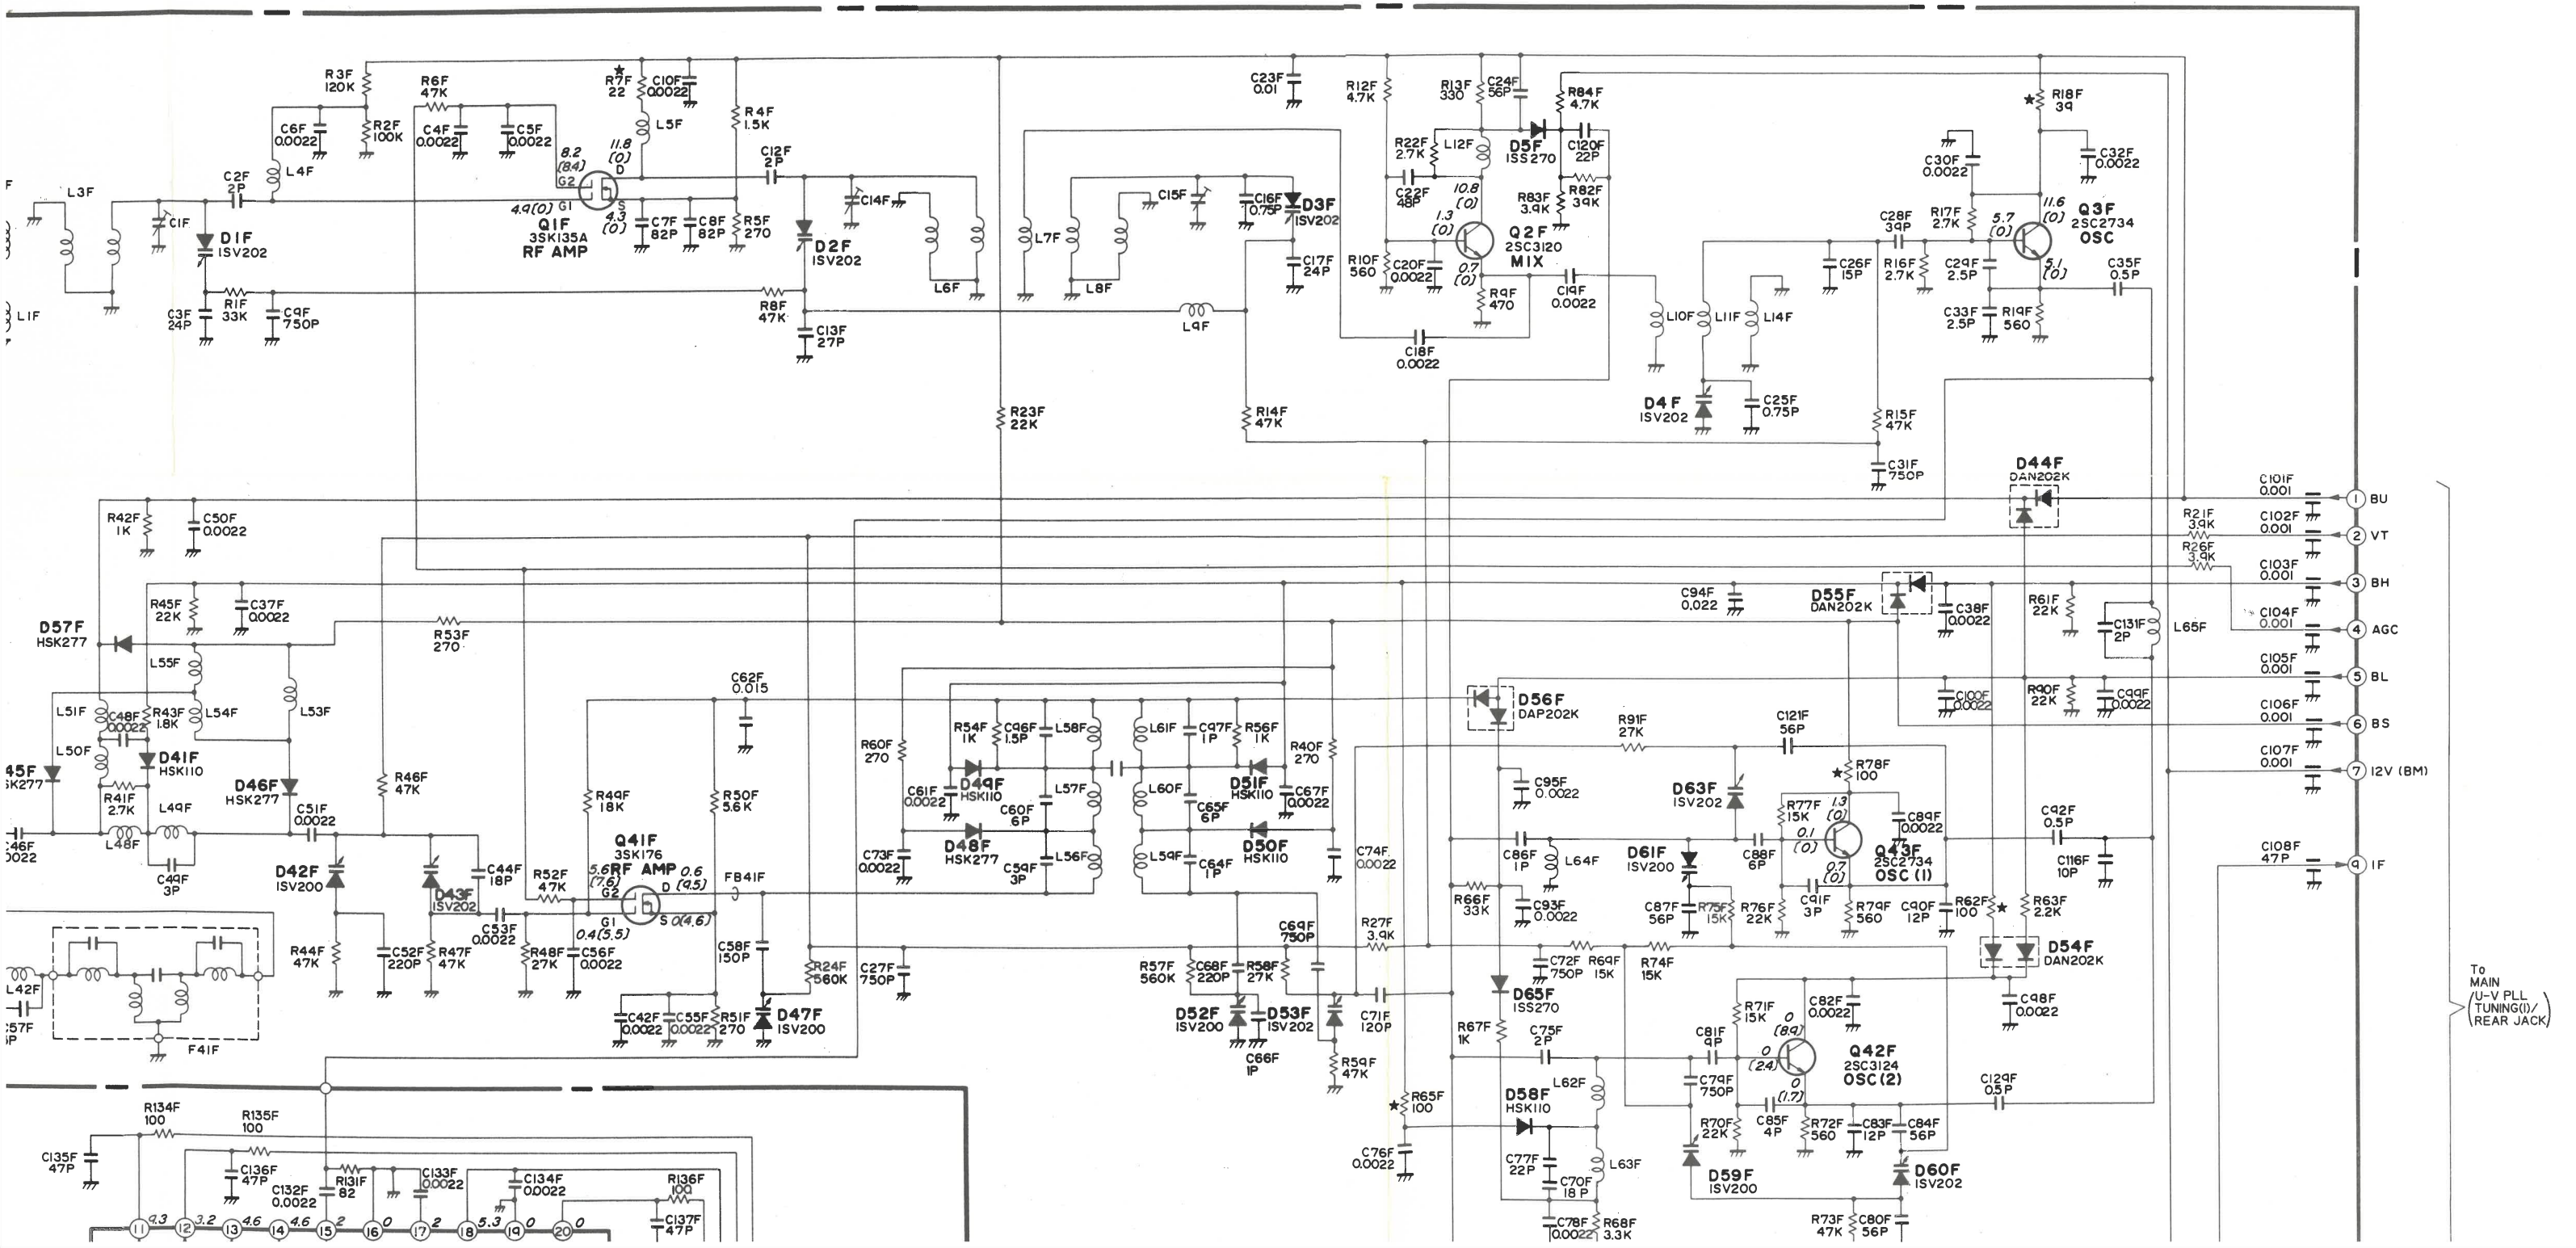 R3F
120K
R6F
47K
C6F
0.0022
R2F
100K
C4F
0.0022
C5F
0.0022
★
R7F
22
C10F
0.0022
R4F
1.5K
L5F
L4F
8.2
(8.4)
G2
11.8
(0)
D
4.9(0) G1
S
4.3
(0)
Q1F
3SK135A
RF AMP
C12F
2P
C7F
82P
C8F
82P
R5F
270
F
L3F
C2F
2P
C1F
D1F
1SV202
L1F
C3F
24P
R1F
33K
C9F
750P
R8F
47K
D2F
1SV202
C13F
27P
C14F
L6F
L7F
L8F
L9F
C15F
C16F
0.75P
D3F
1SV202
C17F
24P
C23F
0.01
R12F
4.7K
R13F
330
C24F
56P
R84F
4.7K
R22F
2.7K
L12F
D5F
1SS270
C120F
22P
C22F
48P
10.8
(0)
R83F
3.9K
R82F
39K
1.3
(0)
Q2F
2SC3120
MIX
R10F
560
C20F
0.0022
0.7
(0)
R9F
470
C19F
0.0022
C18F
0.0022
L10F
L11F
L14F
D4F
1SV202
C25F
0.75P
C26F
15P
C28F
39P
R16F
2.7K
R17F
2.7K
C30F
0.0022
★
R18F
39
C32F
0.0022
11.6
(0)
5.7
(0)
Q3F
2SC2734
OSC
C29F
2.5P
5.1
(0)
C35F
0.5P
C33F
2.5P
R19F
560
R23F
22K
R14F
47K
R15F
47K
C31F
750P
D44F
DAN202K
C101F
0.001
1 BU
R21F
3.9K
C102F
0.001
2 VT
R26F
3.9K
C103F
0.001
3 BH
C104F
0.001
4 AGC
C105F
0.001
5 BL
C106F
0.001
6 BS
C107F
0.001
7 12V (BM)
C108F
47P
9 IF
To
MAIN
(U-V PLL
TUNING(1)/
REAR JACK)
R42F
1K
C50F
0.0022
R45F
22K
C37F
0.0022
D57F
HSK277
L55F
R53F
270
L51F
C48F
0.0022
R43F
1.8K
L54F
L53F
L50F
D41F
HSK110
45F
SK277
R41F
2.7K
L49F
D46F
HSK277
C51F
0.0022
R46F
47K
C46F
0022
L48F
C49F
3P
D42F
1SV200
D43F
1SV202
C44F
18P
R52F
47K
C53F
0.0022
R44F
47K
C52F
220P
R47F
47K
R48F
27K
C56F
0.0022
L42F
C57F
P
F41F
C62F
0.015
R49F
18K
R50F
5.6K
Q41F
3SK176
RF AMP
5.6
(7.6)
G2
0.6
D (9.5)
FB41F
G1
0.4(5.5)
S 0(4.6)
C58F
150P
R24F
560K
C27F
750P
C42F
0.0022
C55F
0.0022
R51F
270
D47F
1SV200
R60F
270
R54F
1K
C96F
1.5P
L58F
L61F
C97F
1P
R56F
1K
R40F
270
C61F
0.0022
D49F
HSK110
L57F
L60F
D51F
HSK110
C67F
0.0022
C60F
6P
C65F
6P
C73F
0.0022
D48F
HSK277
C59F
3P
L56F
L59F
C64F
1P
D50F
HSK110
C74F
0.0022
C69F
750P
R27F
3.9K
R57F
560K
C68F
220P
R58F
27K
D52F
1SV200
D53F
1SV202
C66F
1P
C71F
120P
R59F
47K
C94F
0.022
D55F
DAN202K
C38F
0.0022
R61F
22K
C131F
2P
L65F
D56F
DAP202K
C100F
0.0022
R90F
22K
C99F
0.0022
R91F
27K
C121F
56P
C95F
0.0022
D63F
1SV202
★
R78F
100
R77F
15K
1.3
(0)
C89F
0.0022
0.1
(0)
C92F
0.5P
C86F
1P
L64F
D61F
1SV200
C88F
6P
Q43F
2SC2734
OSC (1)
0.7
(0)
C116F
10P
R66F
33K
C93F
0.0022
C87F
56P
R75F
15K
R76F
22K
C91F
3P
R79F
560
C90F
12P
R62F
100
★
R63F
2.2K
D54F
DAN202K
C72F
750P
R69F
15K
R74F
15K
D65F
1SS270
R71F
15K
C82F
0.0022
C98F
0.0022
0
(8.9)
R67F
1K
C75F
2P
C81F
9P
0
(2.4)
Q42F
2SC3124
OSC(2)
L62F
C79F
750P
0
(1.7)
C129F
0.5P
★
R65F
100
D58F
HSK110
R70F
22K
C85F
4P
R72F
560
C83F
12P
C84F
56P
C76F
0.0022
C77F
22P
L63F
C70F
18P
D59F
1SV200
D60F
1SV202
C78F
0.0022
R68F
3.3K
R73F
47K
C80F
56P
R134F
100
R135F
100
C135F
47P
C136F
47P
C132F
0.0022
R131F
82
C133F
0.0022
C134F
0.0022
R136F
100
C137F
47P
11 9.3 12 3.2 13 4.6 14 4.6 15 2 16 0 17 2 18 5.3 19 0 20 0